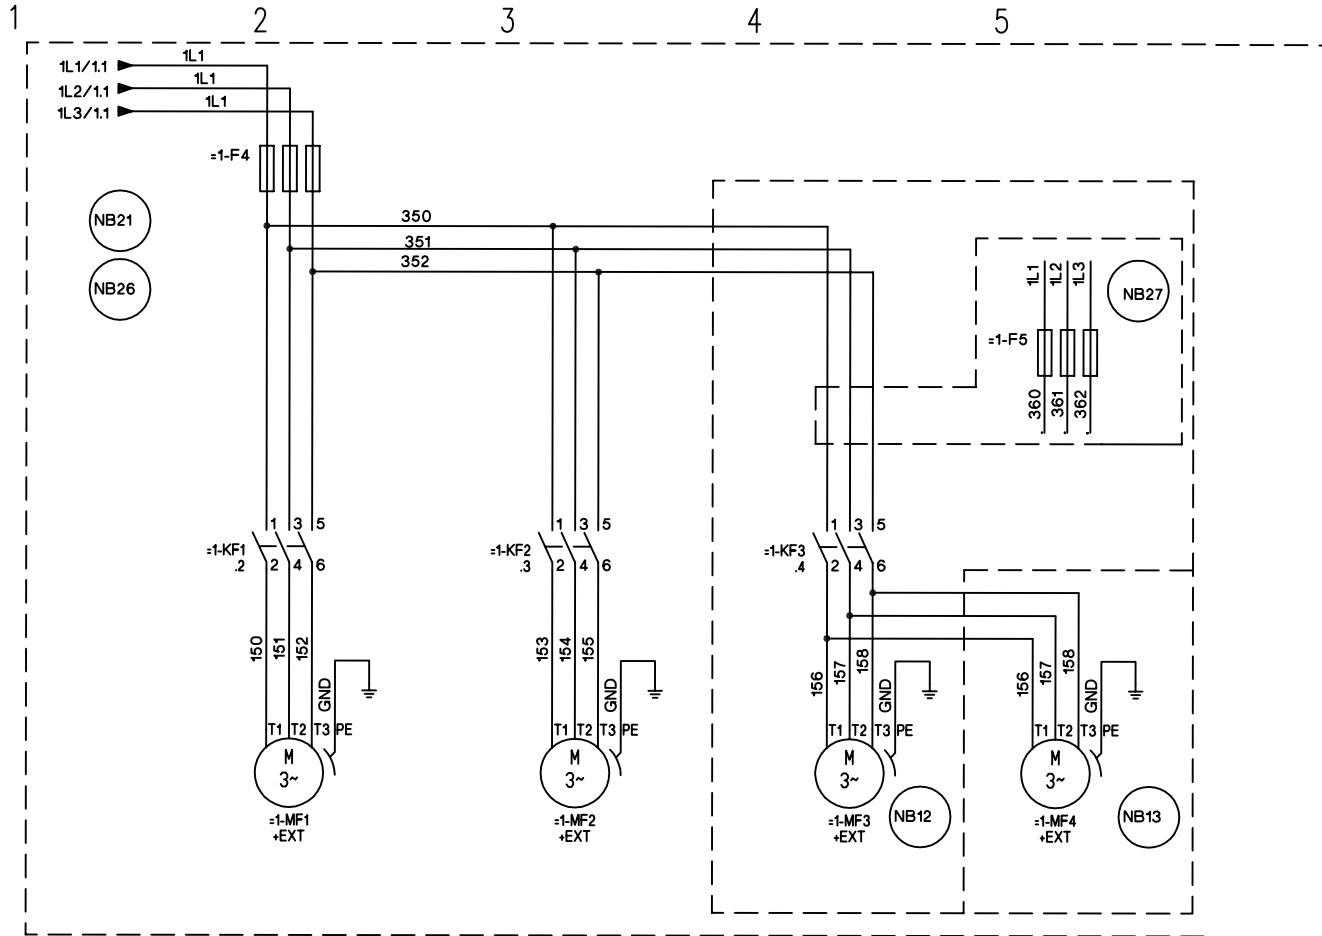 1
2
3
4
5
1L1/1.1
1L1
1L2/1.1
1L1
1L3/1.1
1L1
=1-F4
NB21
NB26
350
351
352
1L1
1L2
1L3
NB27
=1-F5
360
361
362
=1-KF1
.2
1
3
5
2
4
6
=1-KF2
.3
1
3
5
2
4
6
=1-KF3
.4
1
3
5
2
4
6
150
151
152
GND
153
154
155
GND
156
157
158
GND
156
157
158
GND
T1
T2
T3
PE
T1
T2
T3
PE
T1
T2
T3
PE
T1
T2
T3
PE
M
3~
M
3~
M
3~
M
3~
=1-MF1
+EXT
=1-MF2
+EXT
=1-MF3
+EXT
NB12
=1-MF4
+EXT
NB13